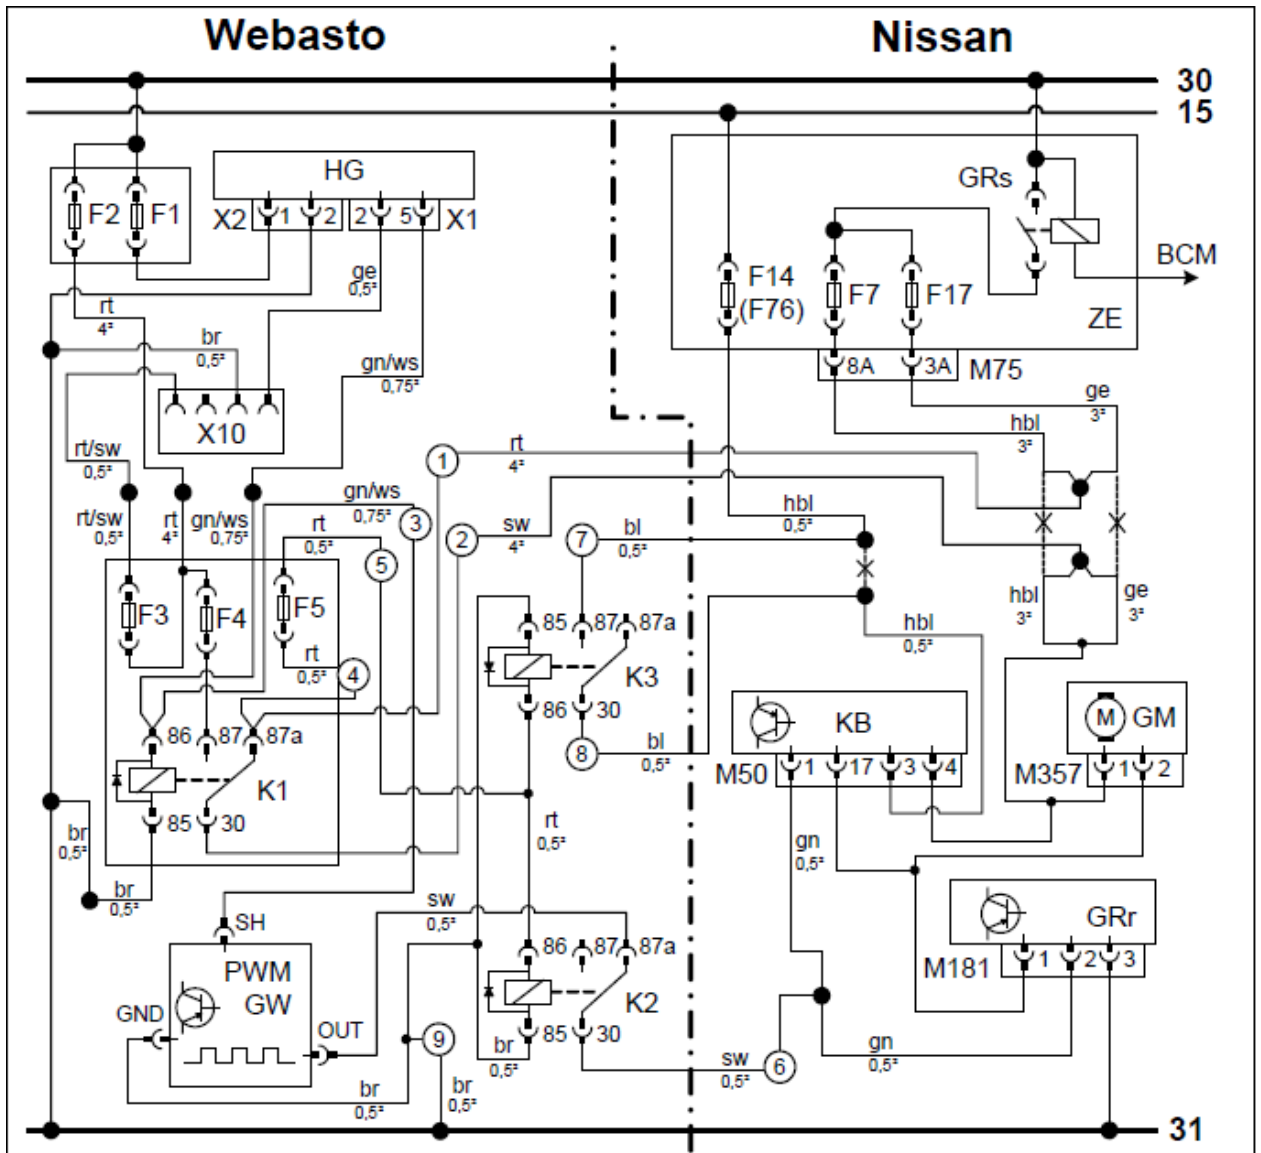 Webasto
Nissan
30
15
HG
GRs
F2
F1
X2
1
2
2
5
X1
BCM
ge
0,5²
F14
(F76)
F7
F17
ZE
rt
4²
br
0,5²
gn/ws
0,75²
8A
3A
M75
ge
3²
X10
hbl
3²
rt/sw
0,5²
1
rt
4²
gn/ws
0,75²
hbl
0,5²
rt/sw
0,5²
rt
4²
gn/ws
0,75²
rt
0,5²
3
2
sw
4²
7
bl
0,5²
5
F3
F4
F5
hbl
3²
ge
3²
85
87
87a
hbl
0,5²
rt
0,5²
4
K3
86
30
KB
M
GM
86
87
87a
8
bl
0,5²
M50
1
17
3
4
M357
1
2
K1
85
30
br
0,5²
rt
0,5²
gn
0,5²
br
0,5²
sw
0,5²
SH
86
87
87a
GRr
PWM
GW
M181
1
2
3
K2
GND
OUT
9
85
30
br
0,5²
sw
0,5²
6
gn
0,5²
br
0,5²
br
0,5²
31